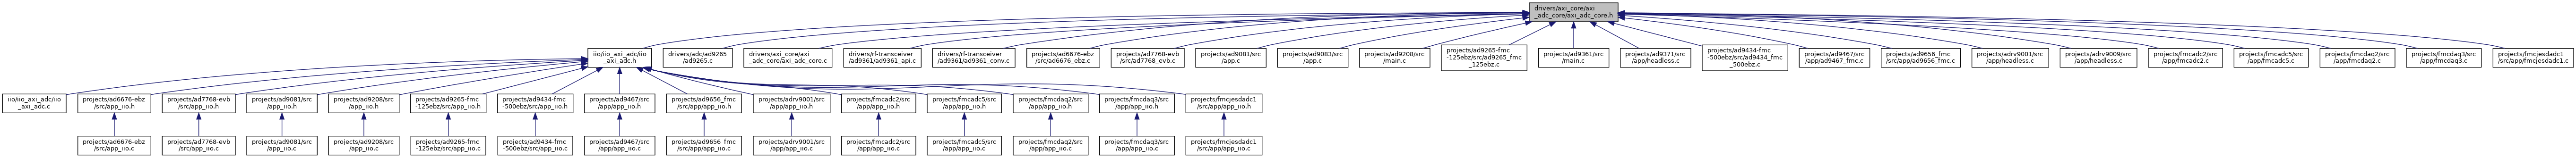 drivers/axi_core/axi
_adc_core/axi_adc_core.h
iio/iio_axi_adc/iio
_axi_adc.h
drivers/adc/ad9265
/ad9265.c
drivers/axi_core/axi
_adc_core/axi_adc_core.c
drivers/rf-transceiver
/ad9361/ad9361_api.c
drivers/rf-transceiver
/ad9361/ad9361_conv.c
projects/ad6676-ebz
/src/ad6676_ebz.c
projects/ad7768-evb
/src/ad7768_evb.c
projects/ad9081/src
/app.c
projects/ad9083/src
/app.c
projects/ad9208/src
/main.c
projects/ad9265-fmc
-125ebz/src/ad9265_fmc
_125ebz.c
projects/ad9361/src
/main.c
projects/ad9371/src
/app/headless.c
projects/ad9434-fmc
-500ebz/src/ad9434_fmc
_500ebz.c
projects/ad9467/src
/app/ad9467_fmc.c
projects/ad9656_fmc
/src/app/ad9656_fmc.c
projects/adrv9001/src
/app/headless.c
projects/adrv9009/src
/app/headless.c
projects/fmcadc2/src
/app/fmcadc2.c
projects/fmcadc5/src
/app/fmcadc5.c
projects/fmcdaq2/src
/app/fmcdaq2.c
projects/fmcdaq3/src
/app/fmcdaq3.c
projects/fmcjesdadc1
/src/app/fmcjesdadc1.c
iio/iio_axi_adc/iio
_axi_adc.c
projects/ad6676-ebz
/src/app_iio.h
projects/ad7768-evb
/src/app_iio.h
projects/ad9081/src
/app_iio.h
projects/ad9208/src
/app_iio.h
projects/ad9265-fmc
-125ebz/src/app_iio.h
projects/ad9434-fmc
-500ebz/src/app_iio.h
projects/ad9467/src
/app/app_iio.h
projects/ad9656_fmc
/src/app/app_iio.h
projects/adrv9001/src
/app/app_iio.h
projects/fmcadc2/src
/app/app_iio.h
projects/fmcadc5/src
/app/app_iio.h
projects/fmcdaq2/src
/app/app_iio.h
projects/fmcdaq3/src
/app/app_iio.h
projects/fmcjesdadc1
/src/app/app_iio.h
projects/ad6676-ebz
/src/app_iio.c
projects/ad7768-evb
/src/app_iio.c
projects/ad9081/src
/app_iio.c
projects/ad9208/src
/app_iio.c
projects/ad9265-fmc
-125ebz/src/app_iio.c
projects/ad9434-fmc
-500ebz/src/app_iio.c
projects/ad9467/src
/app/app_iio.c
projects/ad9656_fmc
/src/app/app_iio.c
projects/adrv9001/src
/app/app_iio.c
projects/fmcadc2/src
/app/app_iio.c
projects/fmcadc5/src
/app/app_iio.c
projects/fmcdaq2/src
/app/app_iio.c
projects/fmcdaq3/src
/app/app_iio.c
projects/fmcjesdadc1
/src/app/app_iio.c